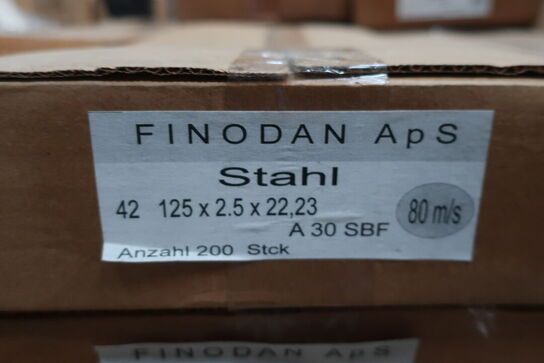 FINODAN ApS
Stahl
42 125 x 2.5 x 22,23
80 m/s
A 30 SBF
Anzahl 200 Stck
FINODAN ApS